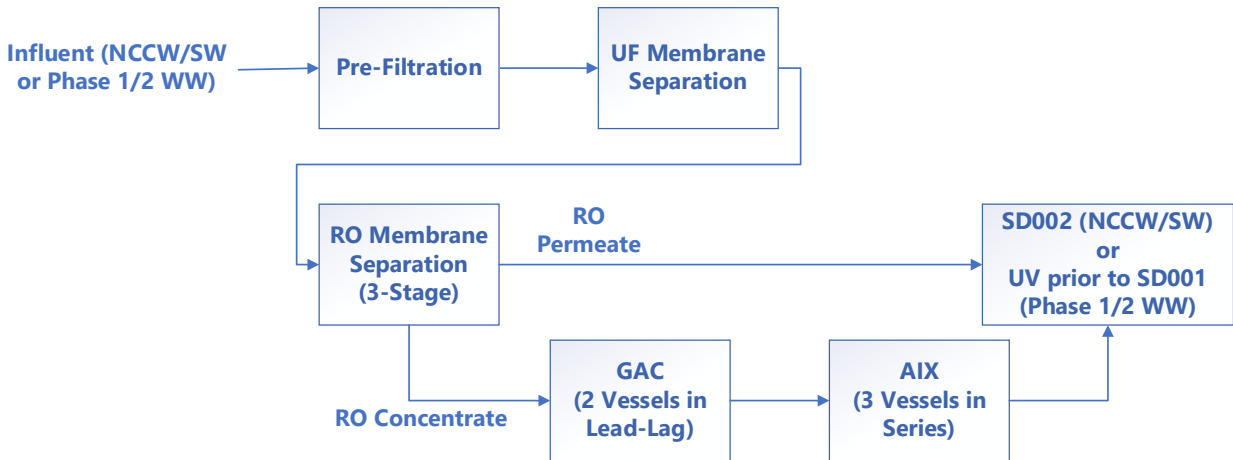 Influent (NCCW/SW
or Phase 1/2 WW)
Pre-Filtration
UF Membrane
Separation
RO Membrane
Separation
(3-Stage)
RO
Permeate
SD002 (NCCW/SW)
or
UV prior to SD001
(Phase 1/2 WW)
RO Concentrate
GAC
(2 Vessels in
Lead-Lag)
AIX
(3 Vessels in
Series)